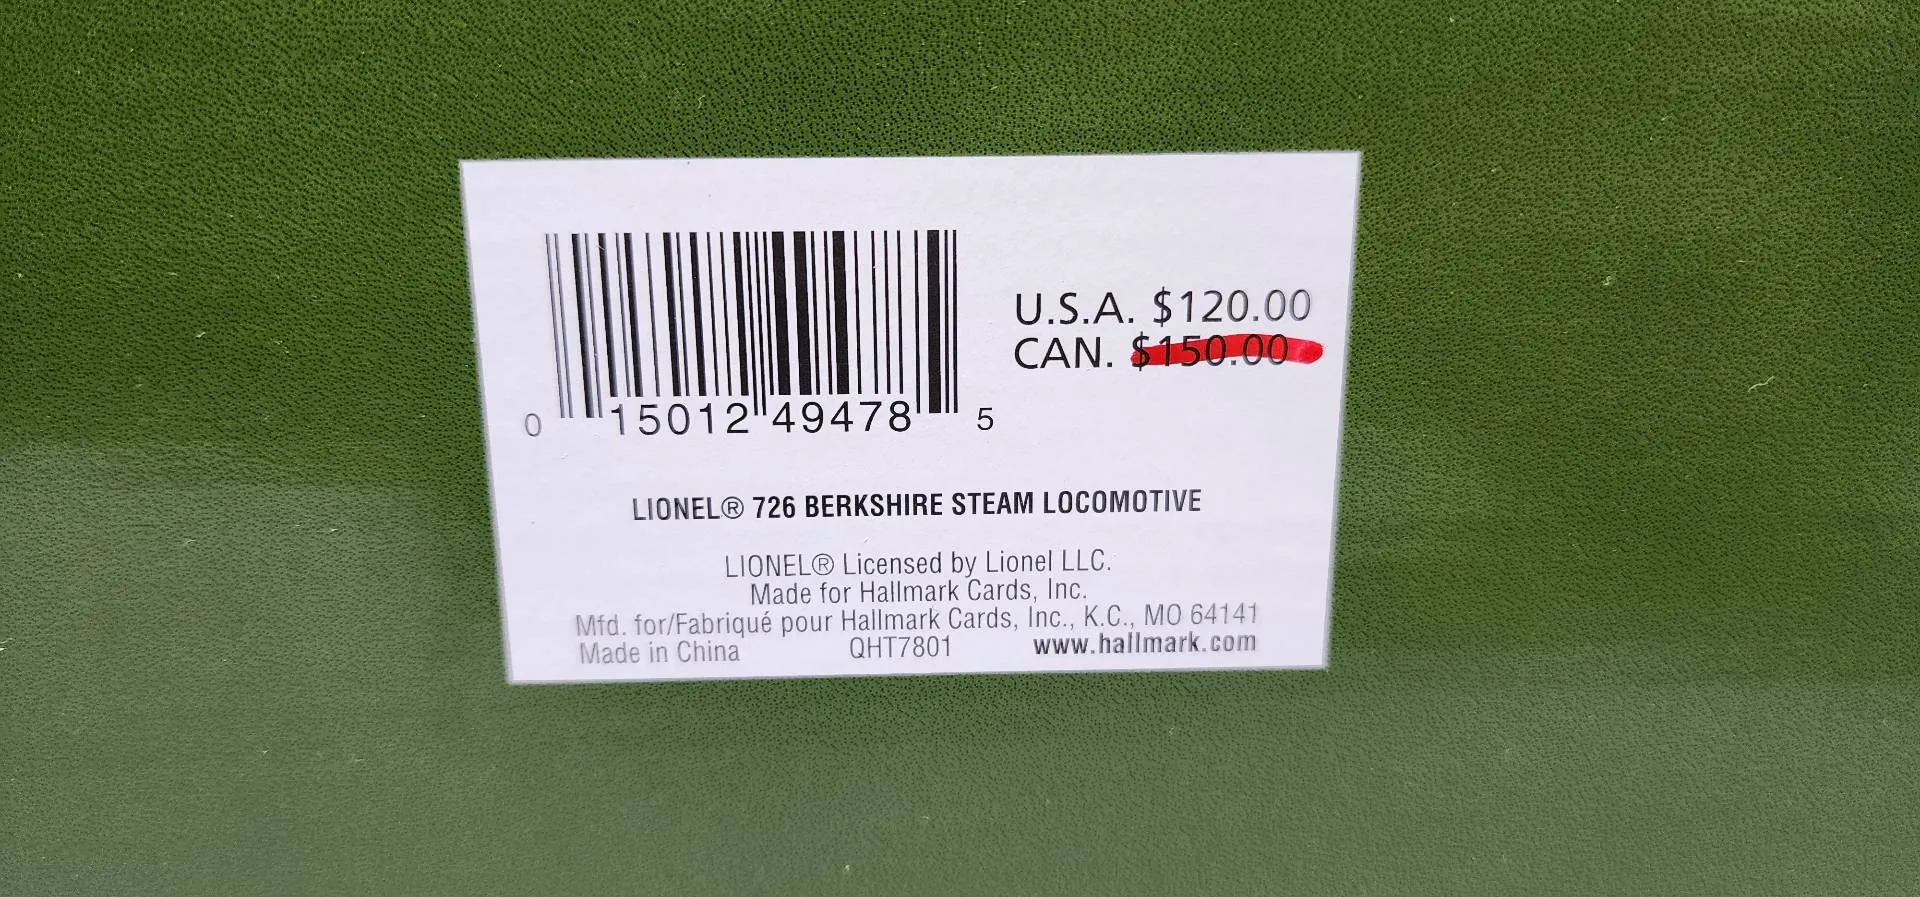 U.S.A. $120.00
CAN. $150.00
0 15012 49478 5
LIONEL® 726 BERKSHIRE STEAM LOCOMOTIVE
LIONEL® Licensed by Lionel LLC.
Made for Hallmark Cards, Inc.
Mfd. for/Fabriqué pour Hallmark Cards, Inc., K.C., MO 64141
Made in China QHT7801 www.hallmark.com